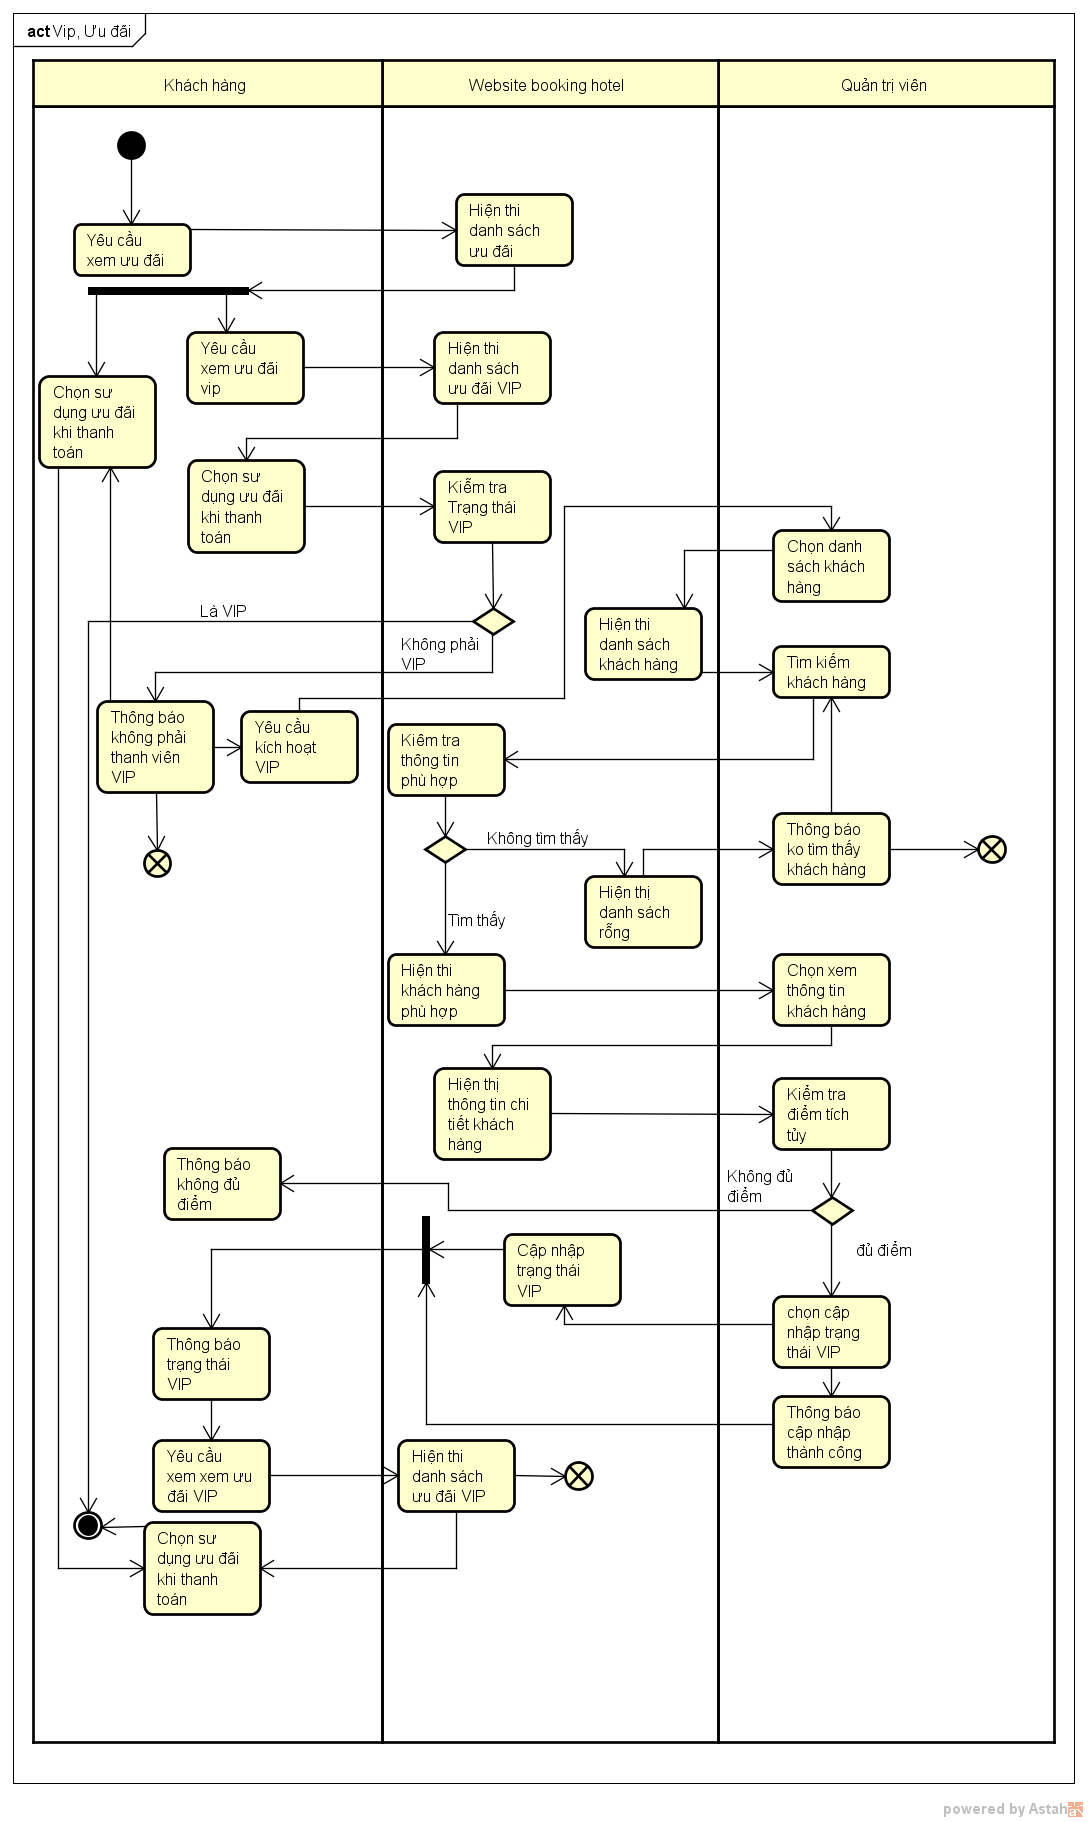 act Vip, Ưu đãi
Khách hàng
Website booking hotel
Quản trị viên
Yêu cầu
xem ưu đãi
Hiện thi
danh sách
ưu đãi
Yêu cầu
xem ưu đãi
vip
Hiện thi
danh sách
ưu đãi VIP
Chọn sư
dụng ưu đãi
khi thanh
toán
Chọn sư
dụng ưu đãi
khi thanh
toán
Kiễm tra
Trạng thái
VIP
Chọn danh
sách khách
hàng
Là VIP
Không phải
VIP
Hiện thi
danh sách
khách hàng
Tìm kiếm
khách hàng
Thông báo
không phải
thanh viên
VIP
Yêu cầu
kích hoạt
VIP
Kiêm tra
thông tin
phù hợp
Không tìm thấy
Thông báo
ko tìm thấy
khách hàng
Hiện thị
danh sách
rỗng
Tìm thấy
Hiện thi
khách hàng
phù hợp
Chọn xem
thông tin
khách hàng
Hiện thị
thông tin chi
tiết khách
hàng
Kiểm tra
điểm tích
tủy
Thông báo
không đủ
điểm
Không đủ
điểm
Cập nhập
trạng thái
VIP
đủ điểm
chọn cập
nhập trạng
thái VIP
Thông báo
trạng thái
VIP
Thông báo
cập nhập
thành công
Yêu cầu
xem xem ưu
đãi VIP
Hiện thi
danh sách
ưu đãi VIP
Chọn sư
dụng ưu đãi
khi thanh
toán
powered by Astah